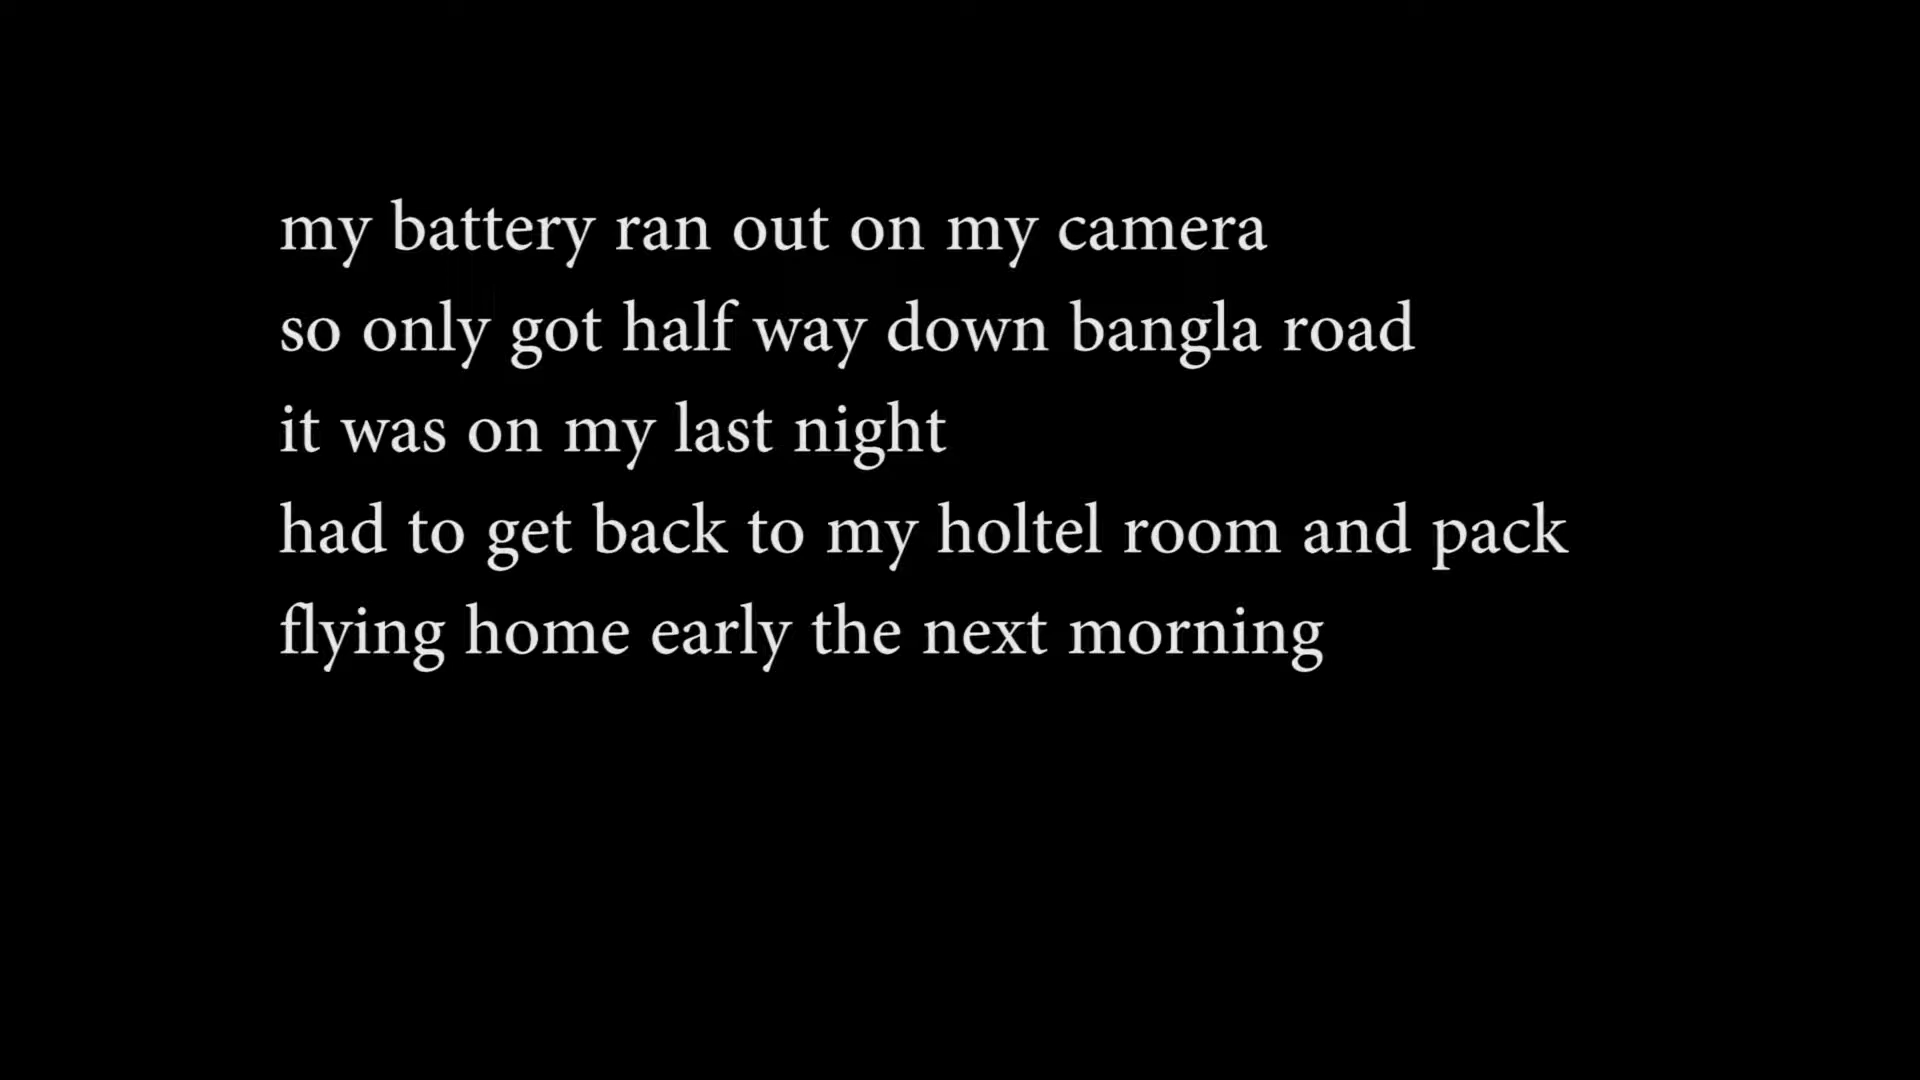 my battery ran out on my camera
so only got half way down bangla road
it was on my last night
had to get back to my holtel room and pack
flying home early the next morning